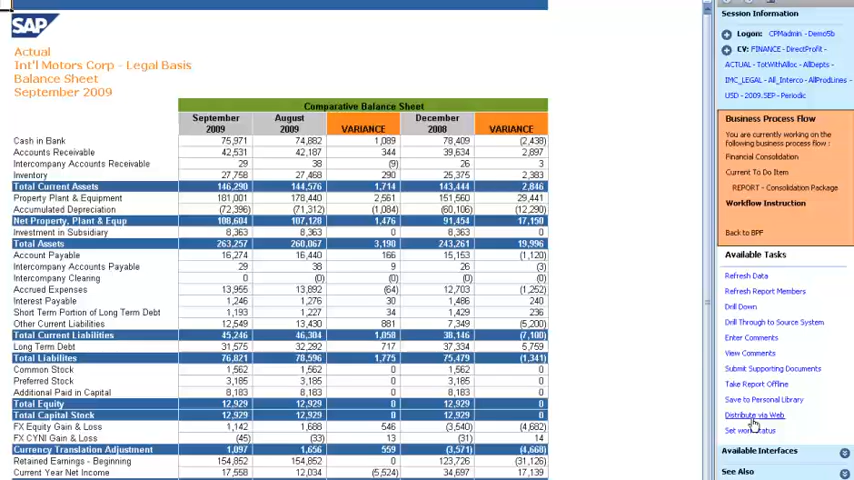 SAP
Actual
Int'l Motors Corp - Legal Basis
Balance Sheet
September 2009
Comparative Balance Sheet
September 2009 August 2009 VARIANCE December 2008 VARIANCE
Cash in Bank 75,971 74,882 1,089 78,409 (2,438)
Accounts Receivable 42,531 42,187 344 39,634 2,897
Intercompany Accounts Receivable 29 38 (9) 26 3
Inventory 27,758 27,468 290 25,375 2,383
Total Current Assets 146,290 144,576 1,714 143,444 2,846
Property Plant & Equipment 181,001 178,440 2,561 151,560 29,441
Accumulated Depreciation (72,396) (71,312) (1,084) (60,106) (12,290)
Net Property, Plant & Equip 108,604 107,128 1,476 91,454 17,150
Investment in Subsidiary 8,363 8,363 0 8,363 0
Total Assets 263,257 260,067 3,190 243,261 19,996
Account Payable 16,274 16,440 166 15,153 (1,120)
Intercompany Accounts Payable 29 38 9 26 (3)
Intercompany Clearing 0 (0) (0) (0) (0)
Accrued Expenses 13,955 13,892 (64) 12,703 (1,252)
Interest Payable 1,246 1,276 30 1,486 240
Short Term Portion of Long Term Debt 1,193 1,227 34 1,429 236
Other Current Liabilities 12,549 13,430 881 7,349 (5,200)
Total Current Liabilities 45,246 46,304 1,058 38,146 (7,100)
Long Term Debt 31,575 32,292 717 37,334 5,759
Total Liabilites 76,821 78,596 1,775 75,479 (1,341)
Common Stock 1,562 1,562 0 1,562 0
Preferred Stock 3,185 3,185 0 3,185 0
Additional Paid in Capital 8,183 8,183 0 8,183 0
Total Equity 12,929 12,929 0 12,929 0
Total Capital Stock 12,929 12,929 0 12,929 0
FX Equity Gain & Loss 1,142 1,688 546 (3,540) (4,682)
FX CYNI Gain & Loss (45) (33) 13 (31) 14
Currency Translation Adjustment 1,097 1,656 559 (3,571) (4,668)
Retained Earnings - Beginning 154,852 154,852 0 123,726 (31,126)
Current Year Net Income 17,558 12,034 (5,524) 34,697 17,139
Session Information
Logon: CPMadmin - Demo5b
CV: FINANCE - DirectProfit -
ACTUAL - TotWithAlloc - AllDepts -
IMC_LEGAL - All_Interco - AllProdLines -
USD - 2009.SEP - Periodic
Business Process Flow
You are currently working on the
following business process flow :
Financial Consolidation
Current To Do Item
REPORT - Consolidation Package
Workflow Instruction
Back to BPF
Available Tasks
Refresh Data
Refresh Report Members
Drill Down
Drill Through to Source System
Enter Comments
View Comments
Submit Supporting Documents
Take Report Offline
Save to Personal Library
Distribute via Web
Set work status
Available Interfaces
See Also